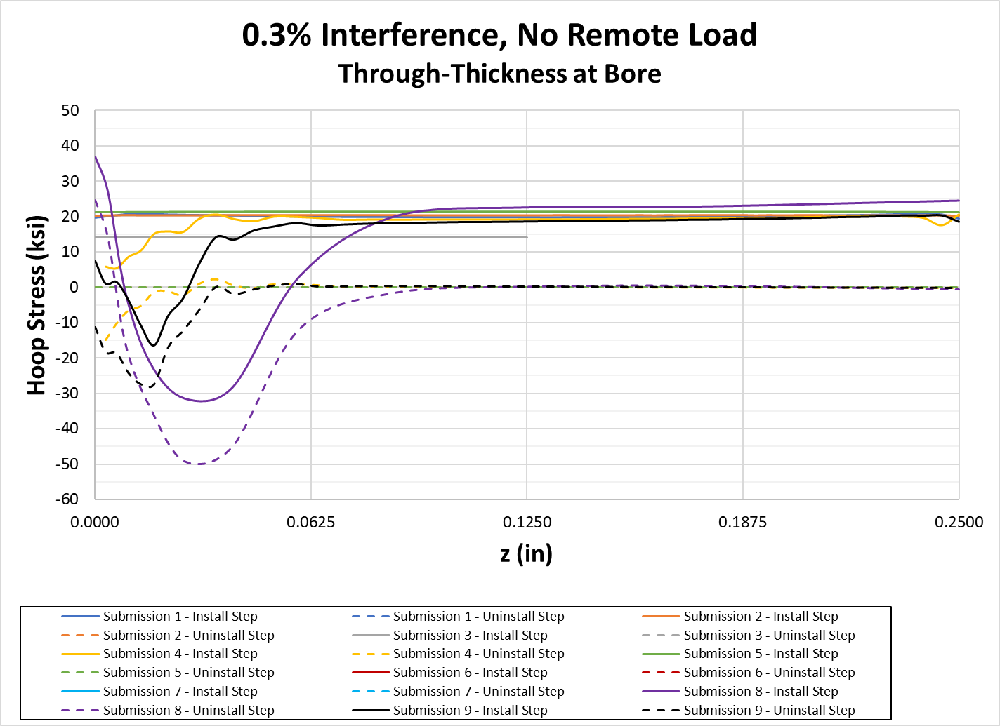 0.3% Interference, No Remote Load
Through-Thickness at Bore
50
40
30
20
10
0
-10
-20
-30
-40
-50
-60
Hoop Stress (ksi)
0.0000 0.0625 0.1250 0.1875 0.2500
z (in)
Submission 1 - Install Step Submission 1 - Uninstall Step Submission 2 - Install Step
Submission 2 - Uninstall Step Submission 3 - Install Step Submission 3 - Uninstall Step
Submission 4 - Install Step Submission 4 - Uninstall Step Submission 5 - Install Step
Submission 5 - Uninstall Step Submission 6 - Install Step Submission 6 - Uninstall Step
Submission 7 - Install Step Submission 7 - Uninstall Step Submission 8 - Install Step
Submission 8 - Uninstall Step Submission 9 - Install Step Submission 9 - Uninstall Step